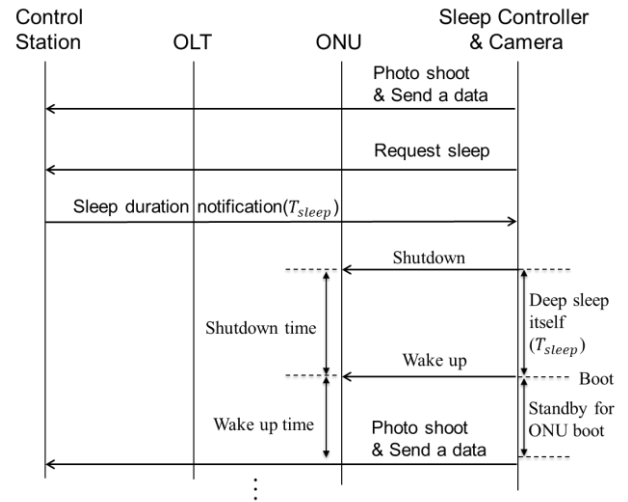 Control
Station
OLT
ONU
Sleep Controller
& Camera
Photo shoot
& Send a data
Request sleep
Sleep duration notification(T_sleep)
Shutdown
Shutdown time
Deep sleep
itself
(T_sleep)
Wake up
Boot
Wake up time
Standby for
ONU boot
Photo shoot
& Send a data
⋮